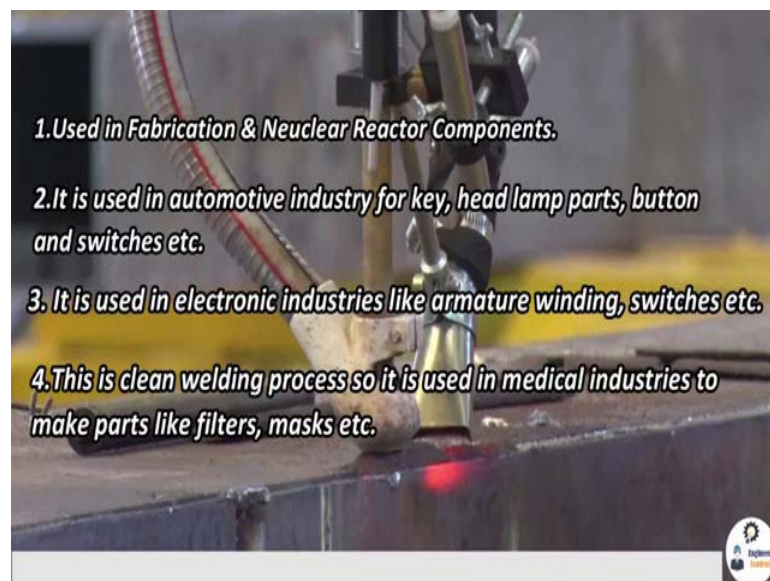 1.Used in Fabrication & Neuclear Reactor Components.
2.It is used in automotive industry for key, head lamp parts, button
and switches etc.
3. It is used in electronic industries like armature winding, switches etc.
4.This is clean welding process so it is used in medical industries to
make parts like filters, masks etc.